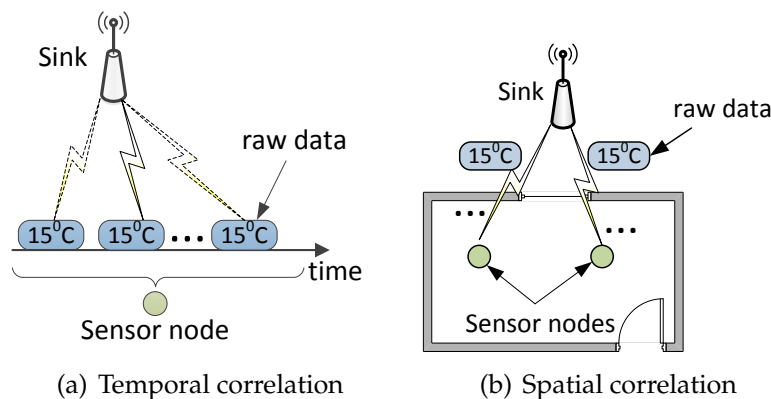 Sink
raw data
15⁰C 15⁰C ... 15⁰C
time
Sensor node
(a) Temporal correlation
Sink
raw data
15⁰C 15⁰C
... ...
Sensor nodes
(b) Spatial correlation